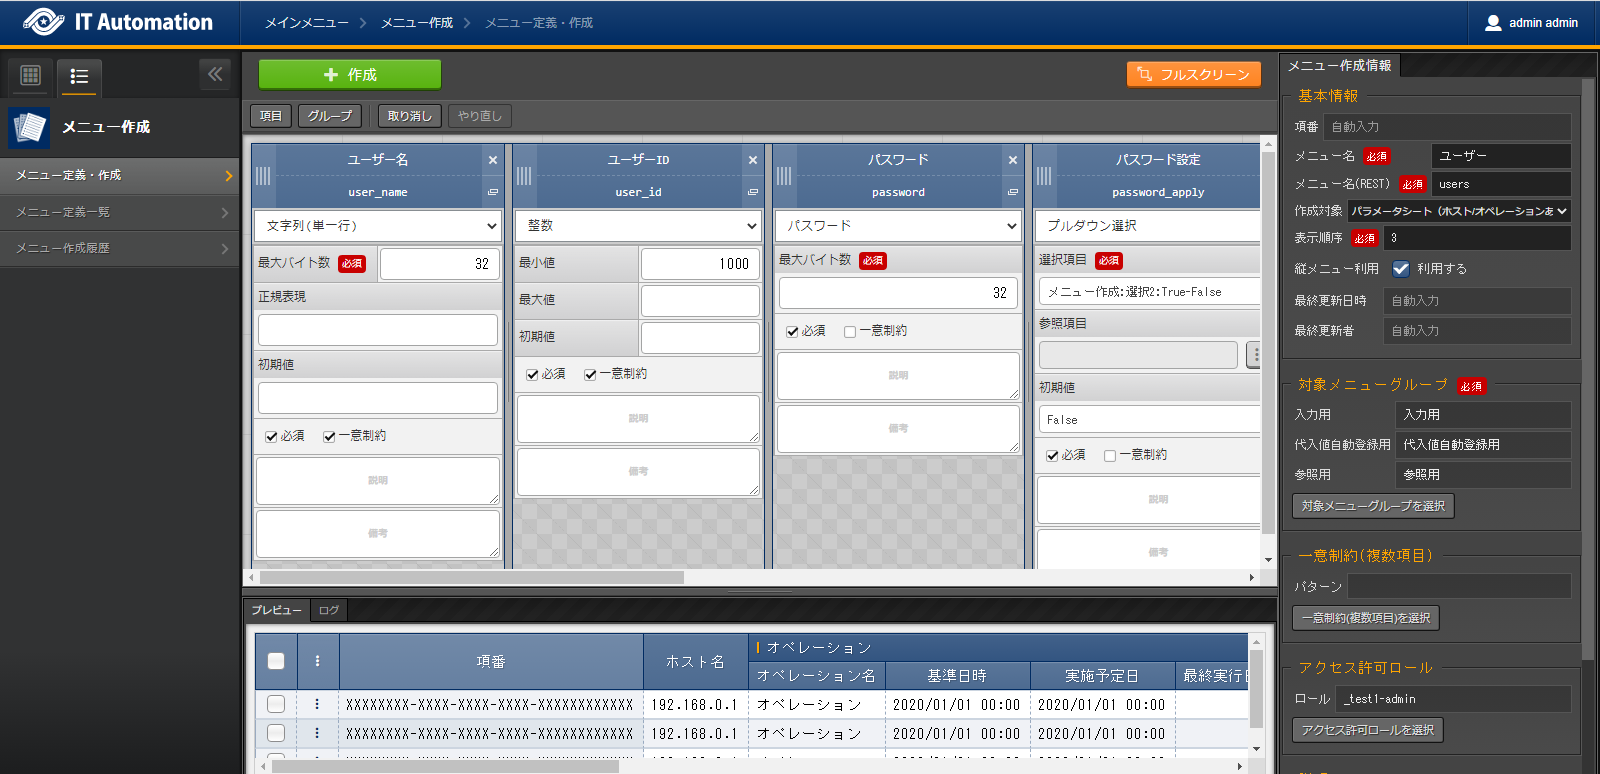 IT Automation
メインメニュー
メニュー作成
メニュー定義・作成
admin admin
メニュー作成
メニュー定義・作成
メニュー定義一覧
メニュー作成履歴
作成
フルスクリーン
項目
グループ
取り消し
やり直し
ユーザー名
user_name
文字列(単一行)
最大バイト数 必須 32
正規表現
初期値
必須 一意制約
説明
備考
ユーザーID
user_id
整数
最小値 1000
最大値
初期値
必須 一意制約
説明
備考
パスワード
password
パスワード
最大バイト数 必須
32
必須 一意制約
説明
備考
パスワード設定
password_apply
プルダウン選択
選択項目 必須
メニュー作成:選択2:True-False
参照項目
初期値
False
必須 一意制約
説明
備考
プレビュー
ログ
項番 ホスト名 オペレーション
オペレーション名 基準日時 実施予定日 最終実行日
XXXXXXXX-XXXX-XXXX-XXXX-XXXXXXXXXXXX 192.168.0.1 オペレーション 2020/01/01 00:00 2020/01/01 00:00
XXXXXXXX-XXXX-XXXX-XXXX-XXXXXXXXXXXX 192.168.0.1 オペレーション 2020/01/01 00:00 2020/01/01 00:00
メニュー作成情報
基本情報
項番 自動入力
メニュー名 必須 ユーザー
メニュー名(REST) 必須 users
作成対象 パラメータシート（ホスト/オペレーションあ
表示順序 必須 3
縦メニュー利用 利用する
最終更新日時 自動入力
最終更新者 自動入力
対象メニューグループ 必須
入力用 入力用
代入値自動登録用 代入値自動登録用
参照用 参照用
対象メニューグループを選択
一意制約(複数項目)
パターン
一意制約(複数項目)を選択
アクセス許可ロール
ロール _test1-admin
アクセス許可ロールを選択